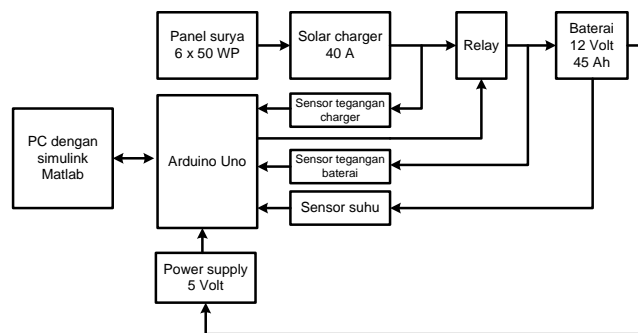 Panel surya
6 x 50 WP
Solar charger
40 A
Relay
Baterai
12 Volt
45 Ah
Sensor tegangan
charger
PC dengan
simulink
Matlab
Arduino Uno
Sensor tegangan
baterai
Sensor suhu
Power supply
5 Volt